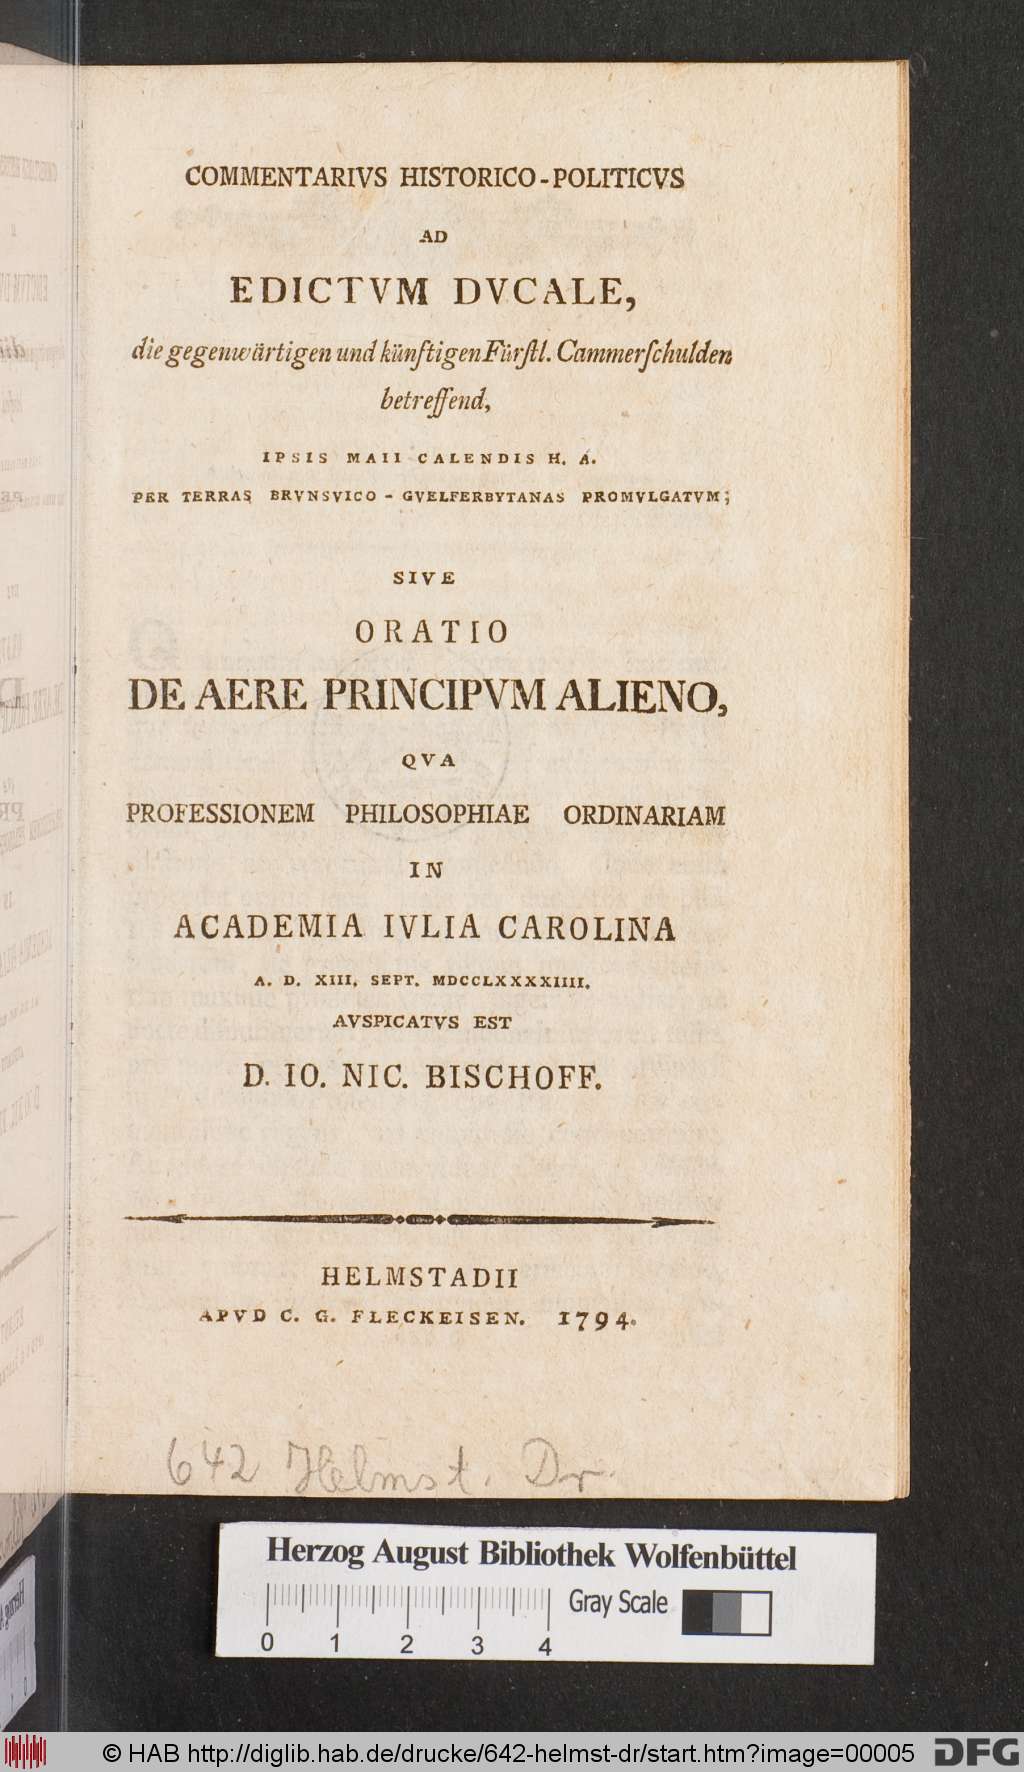 COMMENTARIVS HISTORICO-POLITICVS
AD
EDICTVM DVCALE,
die gegenwärtigen und künftigen Fürſtl. Cammerſchulden
betreffend,
IPSIS MAII CALENDIS H. A.
PER TERRAS BRVNSVICO-GVELFERBYTANAS PROMVLGATVM;
SIVE
ORATIO
DE AERE PRINCIPVM ALIENO,
QVA
PROFESSIONEM PHILOSOPHIAE ORDINARIAM
IN
ACADEMIA IVLIA CAROLINA
A. D. XIII. SEPT. MDCCLXXXXIIII.
AVSPICATVS EST
D. IO. NIC. BISCHOFF.
HELMSTADII
APVD C. G. FLECKEISEN. 1794.
642 Helmst. Dr.
Herzog August Bibliothek Wolfenbüttel
Gray Scale
0 1 2 3 4
© HAB http://diglib.hab.de/drucke/642-helmst-dr/start.htm?image=00005
DFG